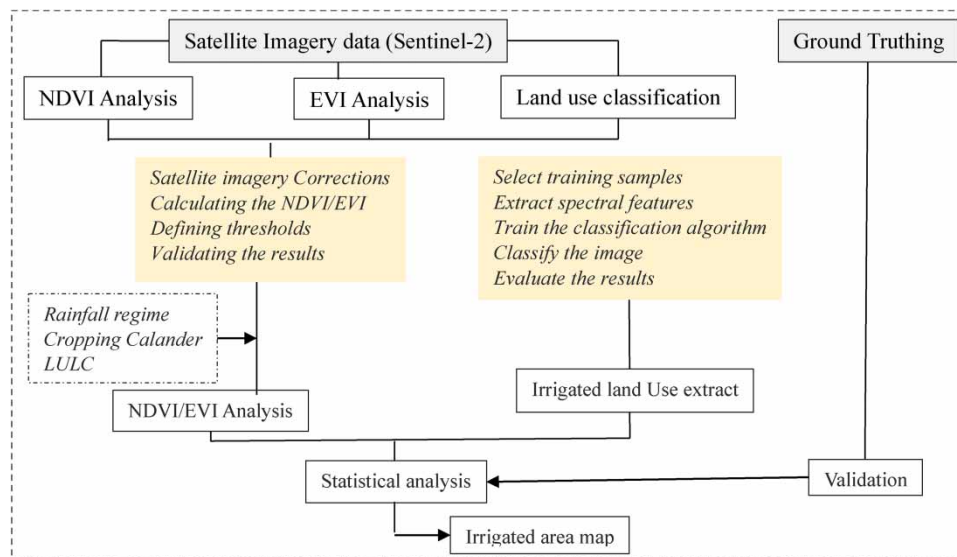 Satellite Imagery data (Sentinel-2)
Ground Truthing
NDVI Analysis
EVI Analysis
Land use classification
Satellite imagery Corrections
Calculating the NDVI/EVI
Defining thresholds
Validating the results
Select training samples
Extract spectral features
Train the classification algorithm
Classify the image
Evaluate the results
Rainfall regime
Cropping Calander
LULC
NDVI/EVI Analysis
Irrigated land Use extract
Statistical analysis
Validation
Irrigated area map